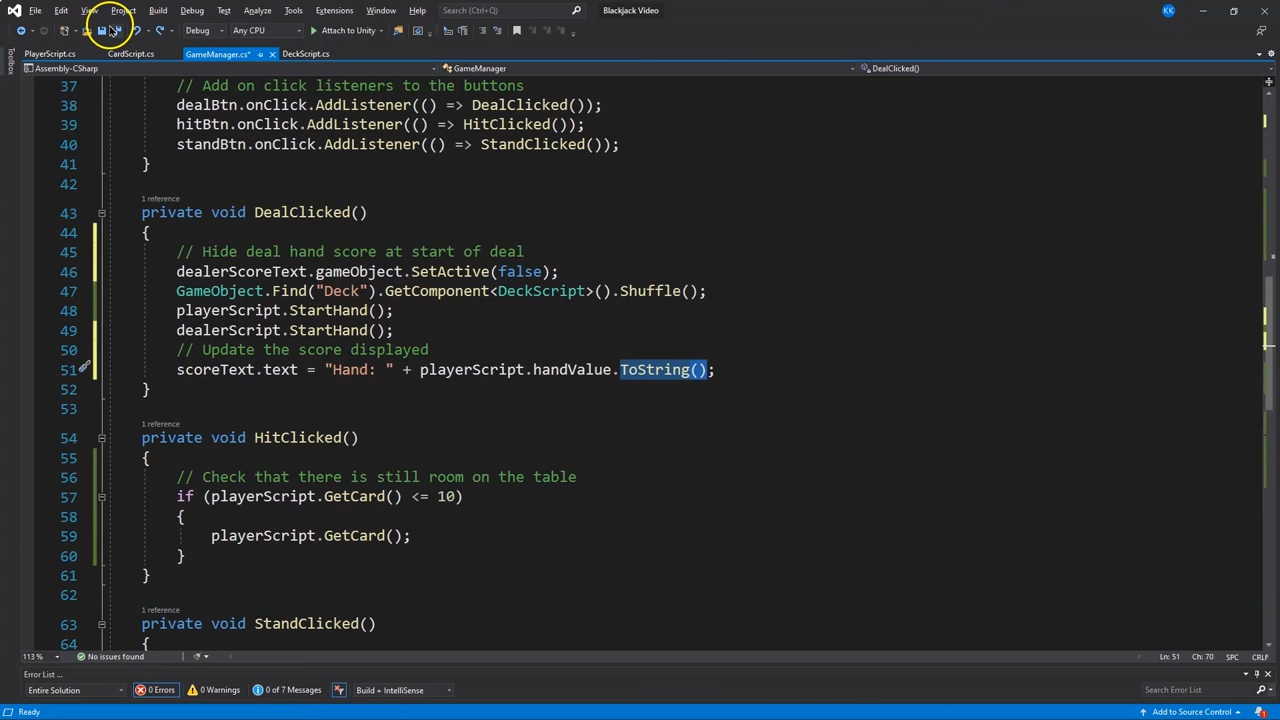 File Edit View Project Build Debug Test Analyze Tools Extensions Window Help Search (Ctrl+Q) Blackjack Video KK
Debug Any CPU Attach to Unity
PlayerScript.cs CardScript.cs GameManager.cs* DeckScript.cs
Toolbox
Assembly-CSharp GameManager DealClicked()
37 // Add on click listeners to the buttons
38 dealBtn.onClick.AddListener(() => DealClicked());
39 hitBtn.onClick.AddListener(() => HitClicked());
40 standBtn.onClick.AddListener(() => StandClicked());
41 }
42
1 reference
43 private void DealClicked()
44 {
45 // Hide deal hand score at start of deal
46 dealerScoreText.gameObject.SetActive(false);
47 GameObject.Find("Deck").GetComponent<DeckScript>().Shuffle();
48 playerScript.StartHand();
49 dealerScript.StartHand();
50 // Update the score displayed
51 scoreText.text = "Hand: " + playerScript.handValue.ToString();
52 }
53
1 reference
54 private void HitClicked()
55 {
56 // Check that there is still room on the table
57 if (playerScript.GetCard() <= 10)
58 {
59 playerScript.GetCard();
60 }
61 }
62
1 reference
63 private void StandClicked()
64 {
113 % No issues found Ln: 51 Ch: 70 SPC CRLF
Error List ...
Entire Solution 0 Errors 0 Warnings 0 of 7 Messages Build + IntelliSense Search Error List
Ready Add to Source Control 1